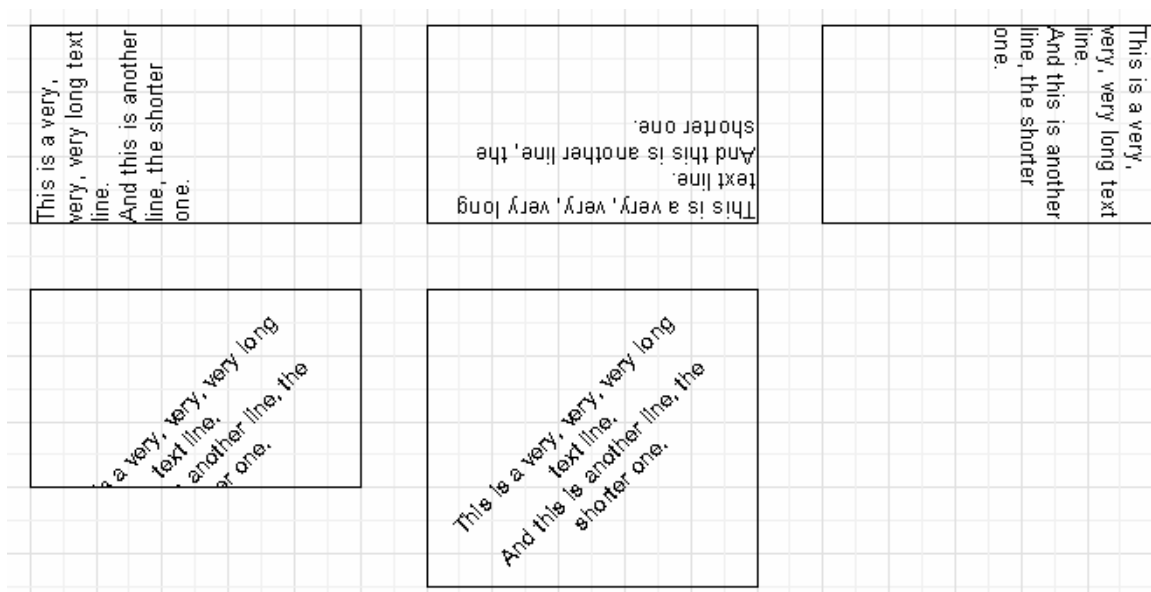 This is a very,
very, very long text
line.
And this is another
line, the shorter
one.
This is a very, very, very long
text line.
And this is another line, the
shorter one.
This is a very,
very, very long text
line.
And this is another
line, the shorter
one.
is a very, very, very long
text line.
another line, the
er one.
This is a very, very, very long
text line.
And this is another line, the
shorter one.